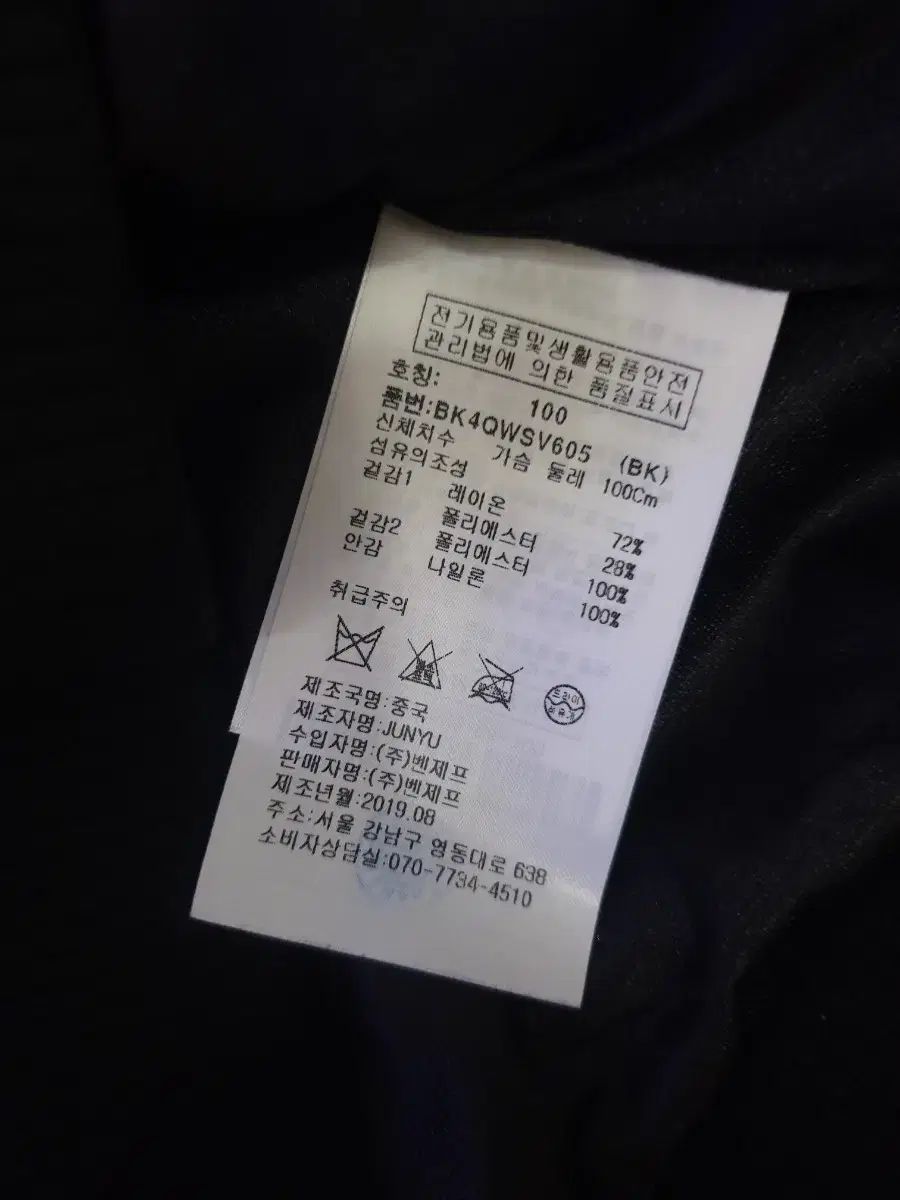 전기용품및생활용품안전
관리법에 의한 품질표시
호칭: 100
품번:BK4QWSV605 (BK)
신체치수 가슴 둘레 100Cm
섬유의조성
겉감1 레이온 72%
폴리에스터 28%
겉감2 폴리에스터 100%
안감 나일론 100%
취급주의
드라이
제조국명:중국
제조자명:JUNYU
수입자명:(주)벤제프
판매자명:(주)벤제프
제조년월:2019.08
주소:서울 강남구 영동대로 638
소비자상담실:070-7734-4510